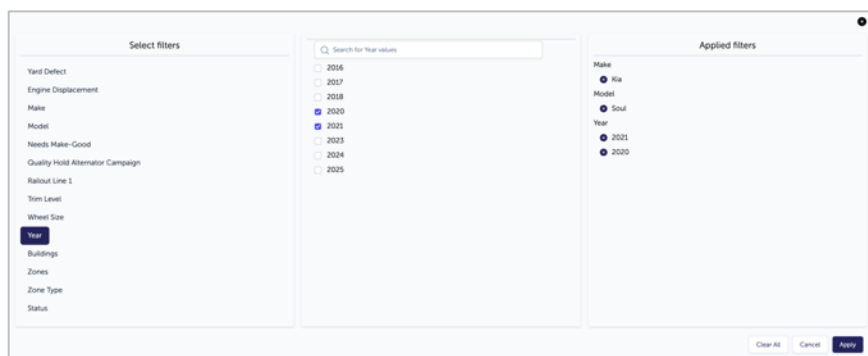 Select filters
Yard Defect
Engine Displacement
Make
Model
Needs Make-Good
Quality Hold Alternator Campaign
Railout Line 1
Trim Level
Wheel Size
Year
Buildings
Zones
Zone Type
Status
Search for Year values
2016
2017
2018
2020
2021
2023
2024
2025
Applied filters
Make
Kia
Model
Soul
Year
2021
2020
Clear All
Cancel
Apply